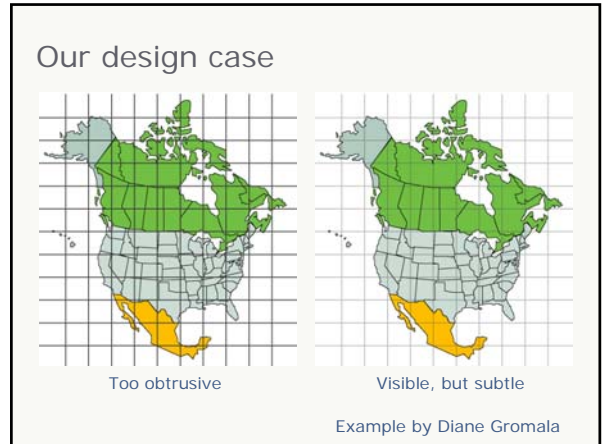 Our design case
Too obtrusive
Visible, but subtle
Example by Diane Gromala